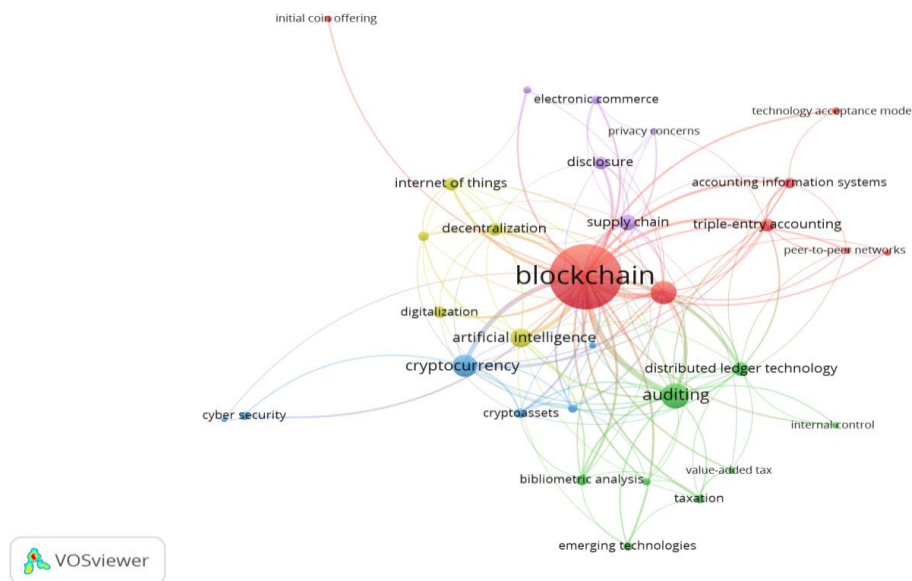 initial coin offering
electronic commerce
technology acceptance mode
privacy concerns
disclosure
internet of things
accounting information systems
supply chain
triple-entry accounting
decentralization
peer-to-peer networks
blockchain
digitalization
artificial intelligence
cryptocurrency
distributed ledger technology
auditing
cyber security
cryptoassets
internal control
value-added tax
bibliometric analysis
taxation
emerging technologies
VOSviewer